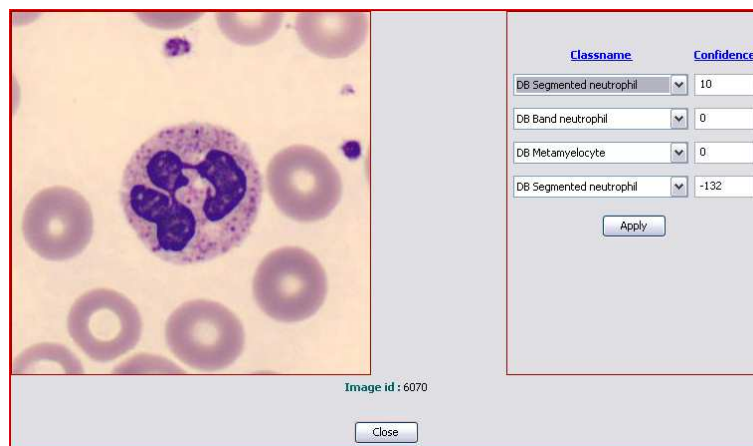 Classname Confidence
DB Segmented neutrophil 10
DB Band neutrophil 0
DB Metamyelocyte 0
DB Segmented neutrophil -132
Apply
Image id : 6070
Close